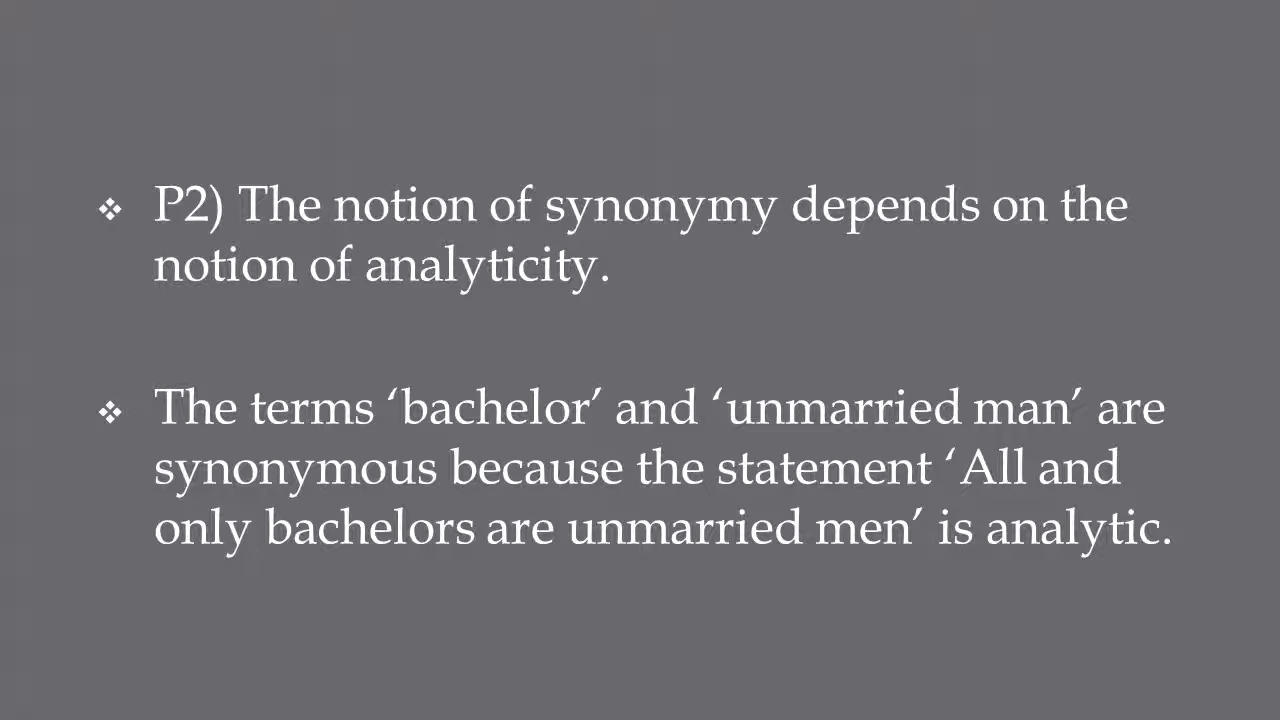 ❖ P2) The notion of synonymy depends on the
notion of analyticity.
❖ The terms ‘bachelor’ and ‘unmarried man’ are
synonymous because the statement ‘All and
only bachelors are unmarried men’ is analytic.